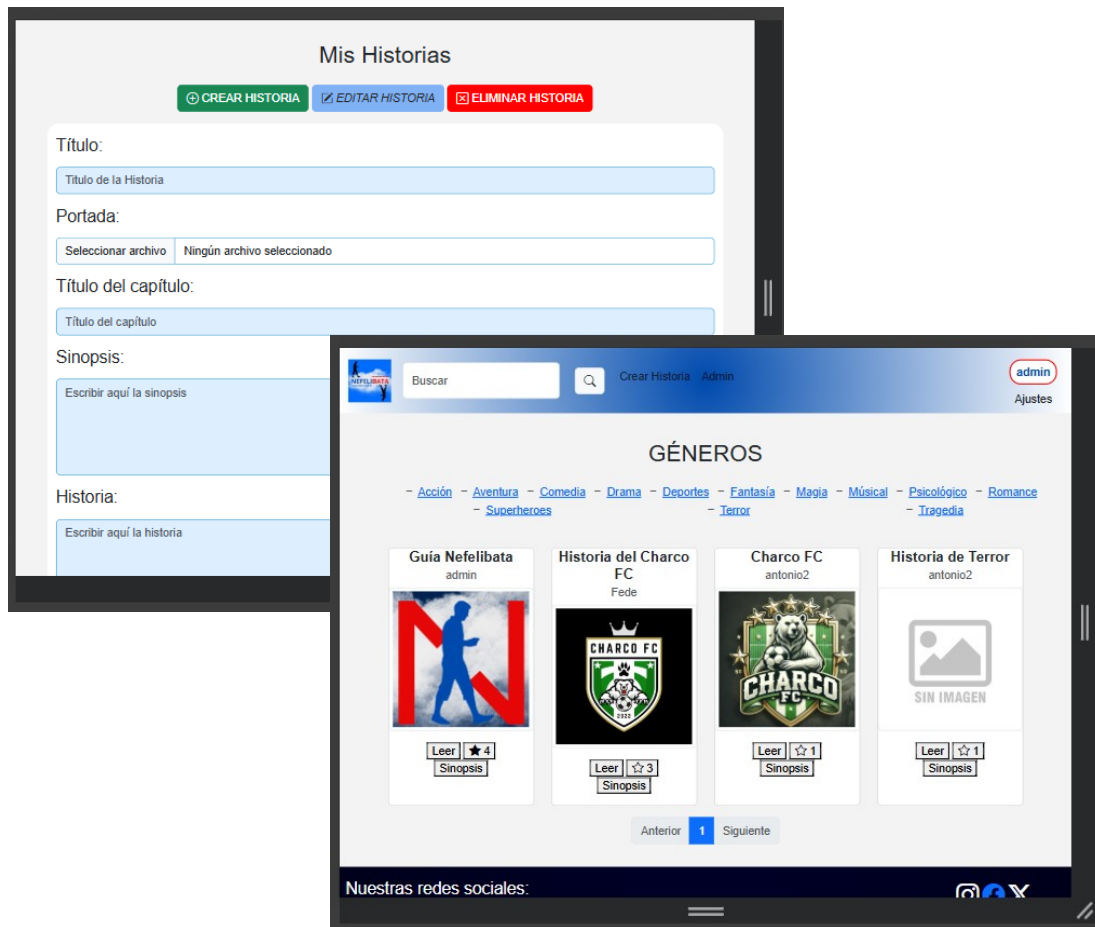 Mis Historias
CREAR HISTORIA EDITAR HISTORIA ELIMINAR HISTORIA
Título:
Titulo de la Historia
Portada:
Seleccionar archivo Ningún archivo seleccionado
Título del capítulo:
Título del capítulo
Sinopsis:
Escribir aquí la sinopsis
Historia:
Escribir aquí la historia
NEFELIBATA
Buscar
Crear Historia Admin
admin
Ajustes
GÉNEROS
– Acción – Aventura – Comedia – Drama – Deportes – Fantasía – Magia – Músical – Psicológico – Romance
– Superheroes – Terror – Tragedia
Guía Nefelibata
admin
N
Leer 4
Sinopsis
Historia del Charco
FC
Fede
CHARCO FC
2022
Leer 3
Sinopsis
Charco FC
antonio2
CHARCO
FC
Leer 1
Sinopsis
Historia de Terror
antonio2
SIN IMAGEN
Leer 1
Sinopsis
Anterior 1 Siguiente
Nuestras redes sociales: